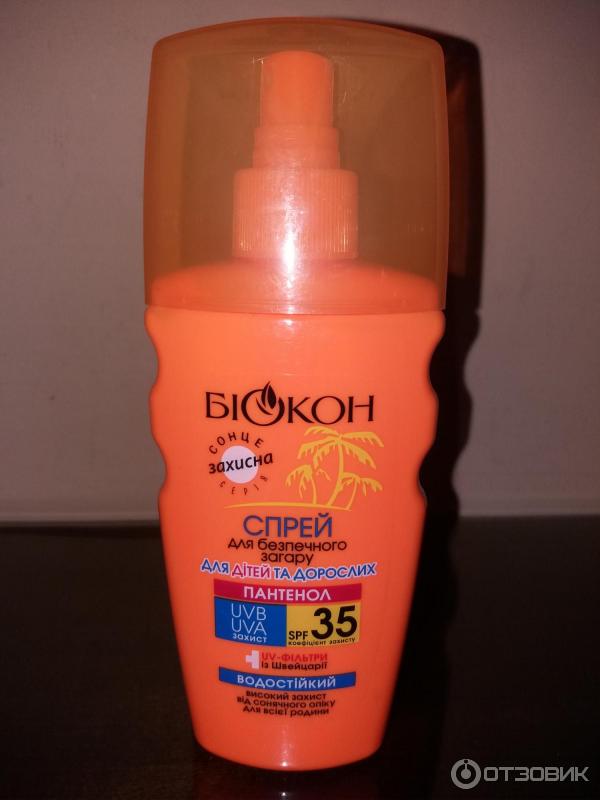 БІОКОН
СОНЦЕ
захисна
СЕРІЯ
СПРЕЙ
для безпечного
загару
ДЛЯ ДІТЕЙ ТА ДОРОСЛИХ
ПАНТЕНОЛ
UVB
UVA
захист
SPF 35
коефіцієнт захисту
UV-ФІЛЬТРИ
із Швейцарії
ВОДОСТІЙКИЙ
високий захист
від сонячного опіку
для всієї родини
ОТЗОВИК